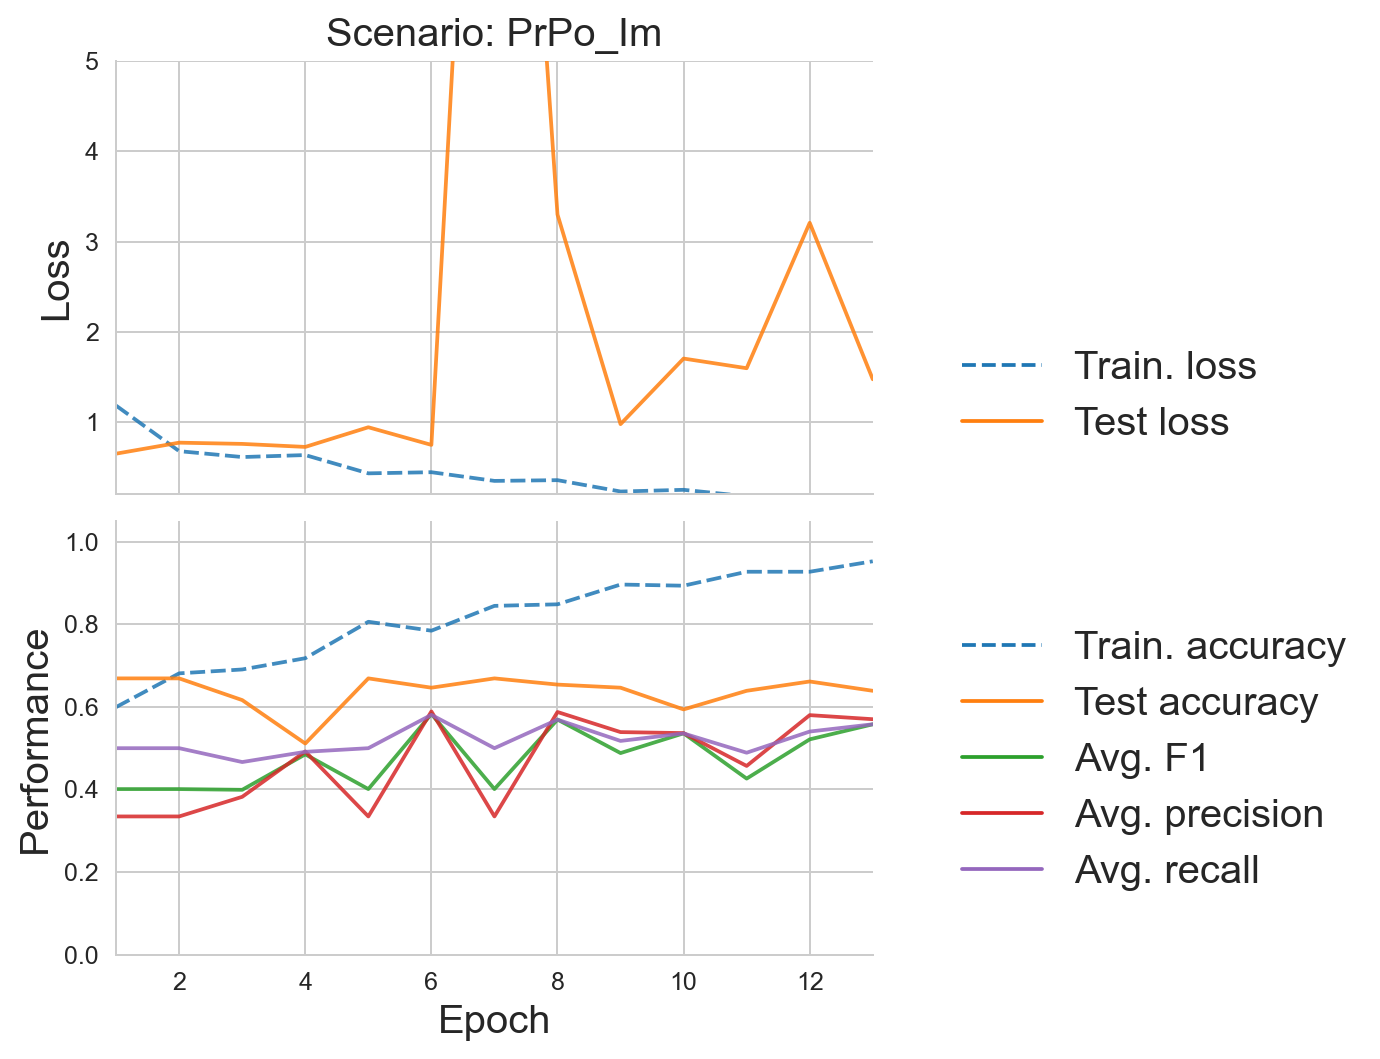 Scenario: PrPo_Im
5
4
3
2
1
Loss
Train. loss
Test loss
1.0
0.8
0.6
0.4
0.2
0.0
Performance
2 4 6 8 10 12
Epoch
Train. accuracy
Test accuracy
Avg. F1
Avg. precision
Avg. recall